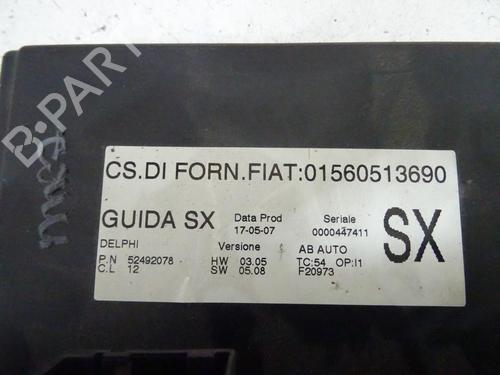 B-PARTS
CS.DI FORN.FIAT:01560513690
GUIDA SX
Data Prod
17-05-07
Seriale
0000447411
SX
DELPHI
Versione
AB AUTO
P.N 52492078
HW 03.05
TC:54 OP:I1
C.L 12
SW 05.08
F20973